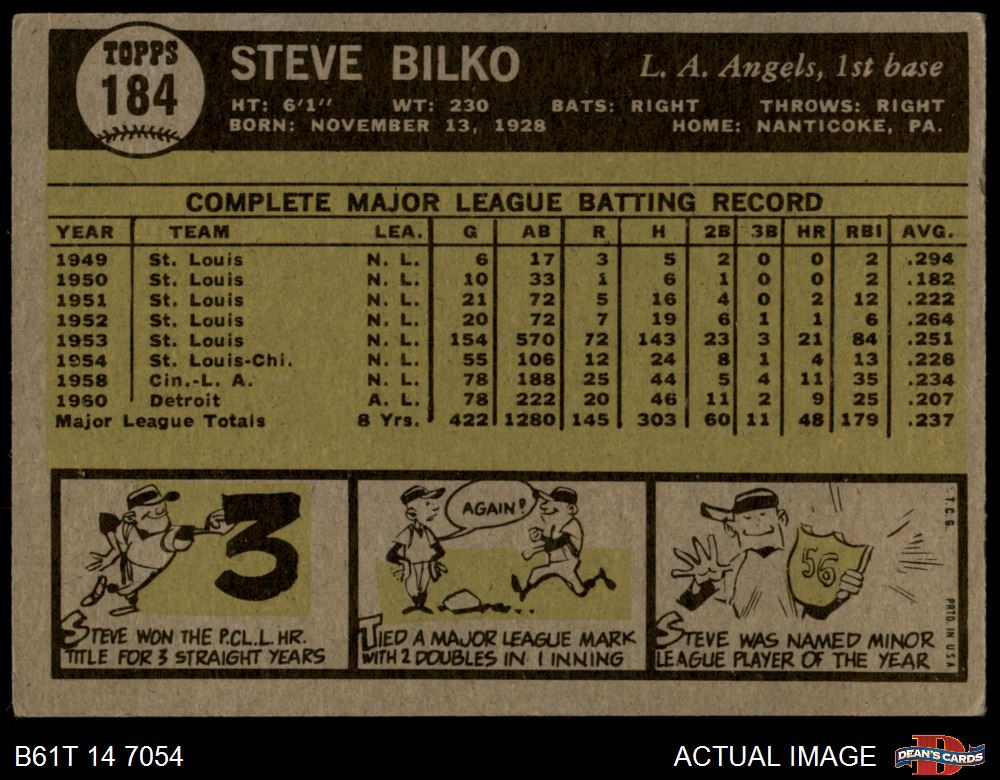 TOPPS
184
STEVE BILKO
L. A. Angels, 1st base
HT: 6'1" WT: 230 BATS: RIGHT THROWS: RIGHT
BORN: NOVEMBER 13, 1928 HOME: NANTICOKE, PA.
COMPLETE MAJOR LEAGUE BATTING RECORD
YEAR TEAM LEA. G AB R H 2B 3B HR RBI AVG.
1949 St. Louis N. L. 6 17 3 5 2 0 0 2 .294
1950 St. Louis N. L. 10 33 1 6 1 0 0 2 .182
1951 St. Louis N. L. 21 72 5 16 4 0 2 12 .222
1952 St. Louis N. L. 20 72 7 19 6 1 1 6 .264
1953 St. Louis N. L. 154 570 72 143 23 3 21 84 .251
1954 St. Louis-Chi. N. L. 55 106 12 24 8 1 4 13 .226
1958 Cin.-L. A. N. L. 78 188 25 44 5 4 11 35 .234
1960 Detroit A. L. 78 222 20 46 11 2 9 25 .207
Major League Totals 8 Yrs. 422 1280 145 303 60 11 48 179 .237
3
STEVE WON THE P.CL.L. HR.
TITLE FOR 3 STRAIGHT YEARS
AGAIN?
TIED A MAJOR LEAGUE MARK
WITH 2 DOUBLES IN 1 INNING
56
STEVE WAS NAMED MINOR
LEAGUE PLAYER OF THE YEAR
T.C.G.
PRTD. IN USA
B61T 14 7054
ACTUAL IMAGE
D
DEAN'S CARDS